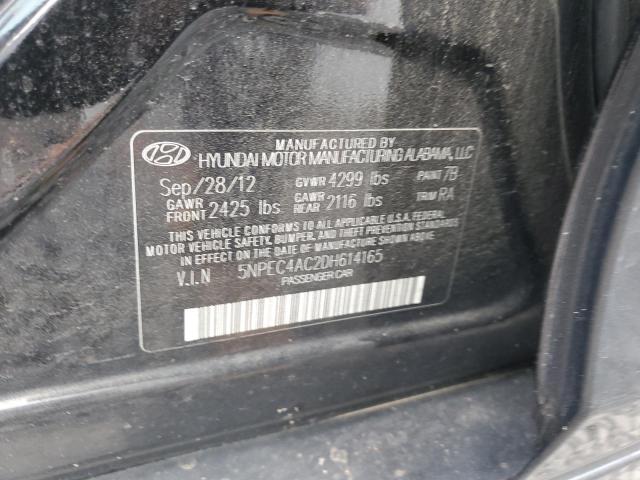 MANUFACTURED BY
HYUNDAI MOTOR MANUFACTURING ALABAMA, LLC
Sep/28/12 GVWR 4299 lbs PAINT 7B
GAWR FRONT 2425 lbs GAWR REAR 2116 lbs TRIM RA
THIS VEHICLE CONFORMS TO ALL APPLICABLE U.S.A. FEDERAL
MOTOR VEHICLE SAFETY, BUMPER, AND THEFT PREVENTION STANDARDS
IN EFFECT ON THE DATE OF MANUFACTURE SHOWN ABOVE.
V.I.N 5NPEC4AC2DH614165
PASSENGER CAR